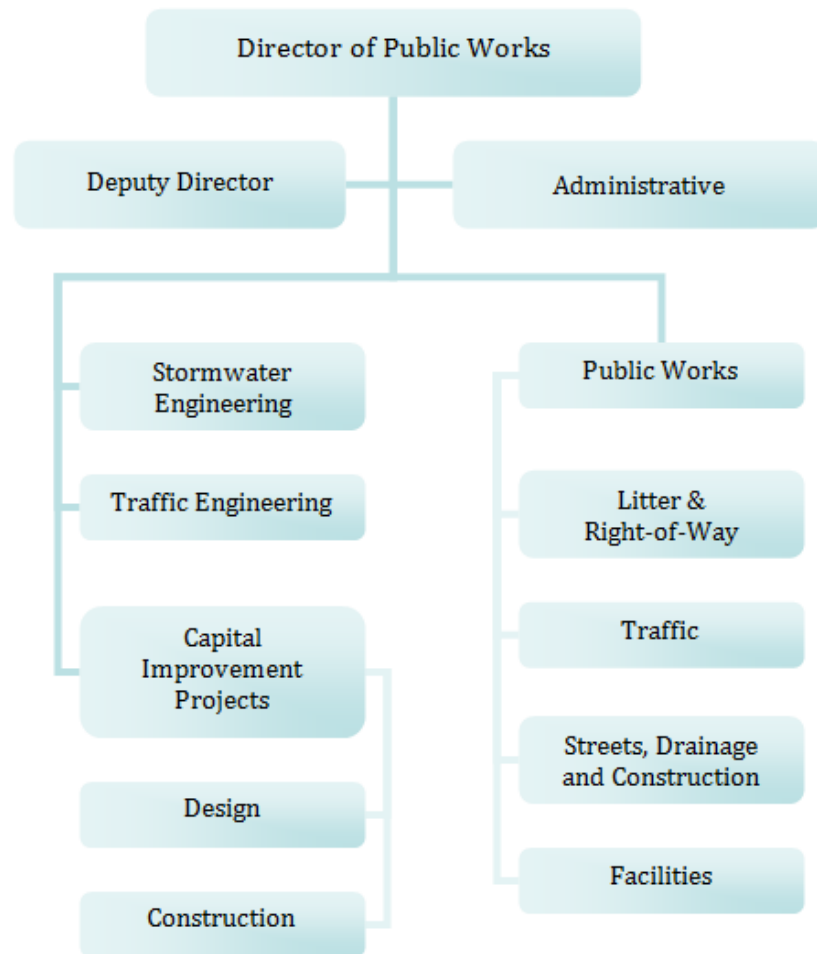 Director of Public Works
Deputy Director
Administrative
Stormwater
Engineering
Traffic Engineering
Capital
Improvement
Projects
Design
Construction
Public Works
Litter &
Right-of-Way
Traffic
Streets, Drainage
and Construction
Facilities